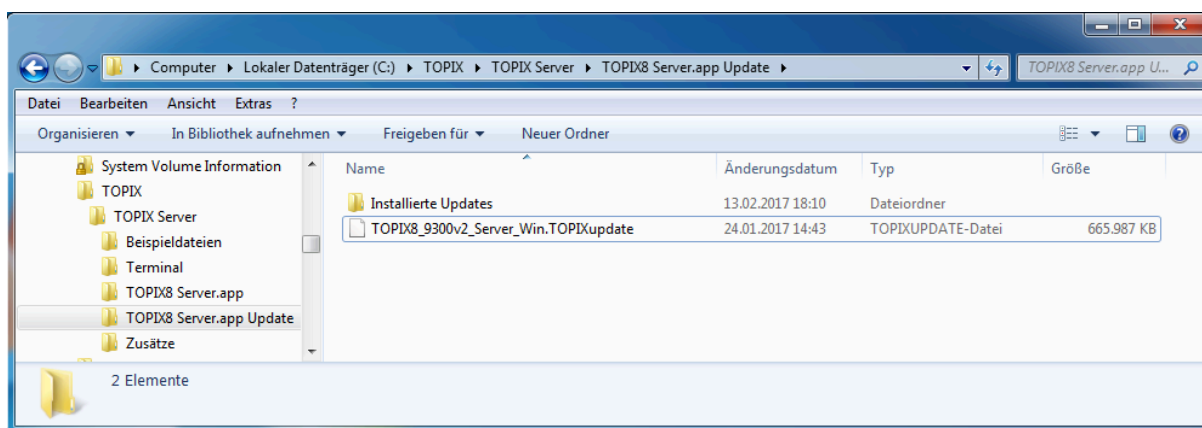 Computer Lokaler Datenträger (C:) TOPIX TOPIX Server TOPIX8 Server.app Update TOPIX8 Server.app U...
Datei Bearbeiten Ansicht Extras ?
Organisieren In Bibliothek aufnehmen Freigeben für Neuer Ordner
System Volume Information
TOPIX
TOPIX Server
Beispieldateien
Terminal
TOPIX8 Server.app
TOPIX8 Server.app Update
Zusätze
Name Änderungsdatum Typ Größe
Installierte Updates 13.02.2017 18:10 Dateiordner
TOPIX8_9300v2_Server_Win.TOPIXupdate 24.01.2017 14:43 TOPIXUPDATE-Datei 665.987 KB
2 Elemente